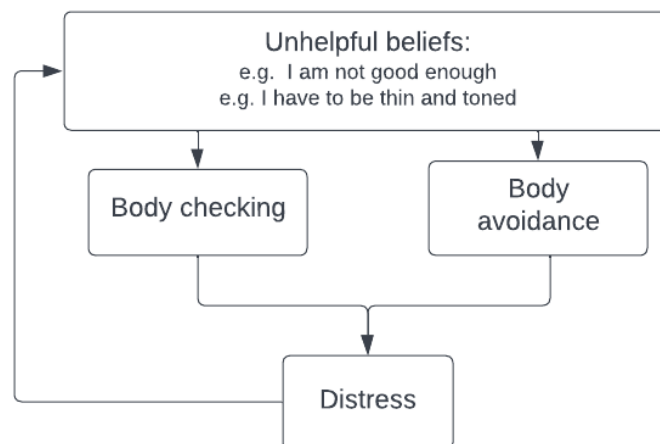 Unhelpful beliefs:
e.g.  I am not good enough
e.g. I have to be thin and toned
Body checking
Body
avoidance
Distress